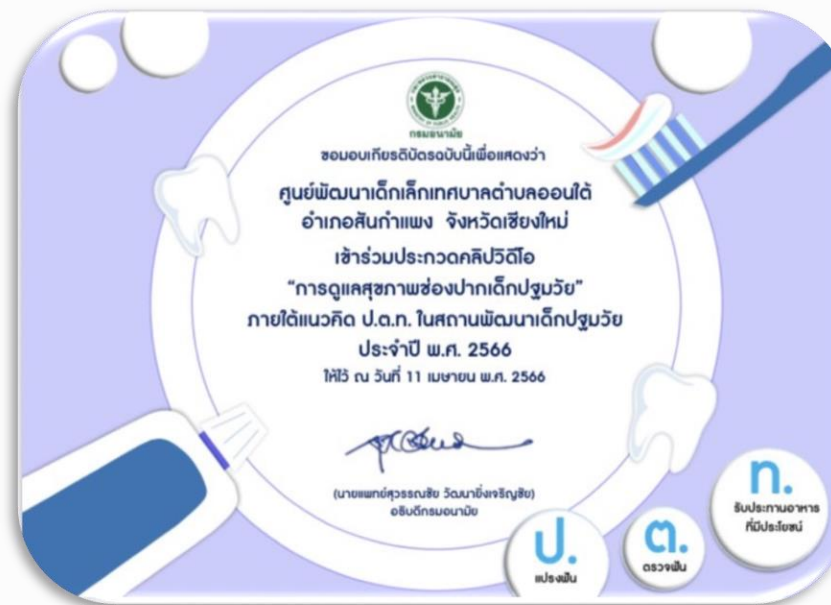 กรมอนามัย
ขอมอบเกียรติบัตรฉบับนี้เพื่อแสดงว่า
ศูนย์พัฒนาเด็กเล็กเทศบาลตำบลออนใต้
อำเภอสันกำแพง จังหวัดเชียงใหม่
เข้าร่วมประกวดคลิปวิดีโอ
“การดูแลสุขภาพช่องปากเด็กปฐมวัย”
ภายใต้แนวคิด ป.ต.ท. ในสถานพัฒนาเด็กปฐมวัย
ประจำปี พ.ศ. 2566
ให้ไว้ ณ วันที่ 11 เมษายน พ.ศ. 2566
(นายแพทย์สุวรรณชัย วัฒนายิ่งเจริญชัย)
อธิบดีกรมอนามัย
ป.
แปรงฟัน
ต.
ตรวจฟัน
ท.
รับประทานอาหาร
ที่มีประโยชน์